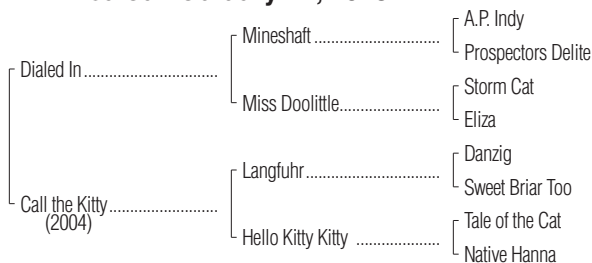 Dialed In
Call the Kitty
(2004)
Mineshaft
Miss Doolittle
Langfuhr
Hello Kitty Kitty
A.P. Indy
Prospectors Delite
Storm Cat
Eliza
Danzig
Sweet Briar Too
Tale of the Cat
Native Hanna